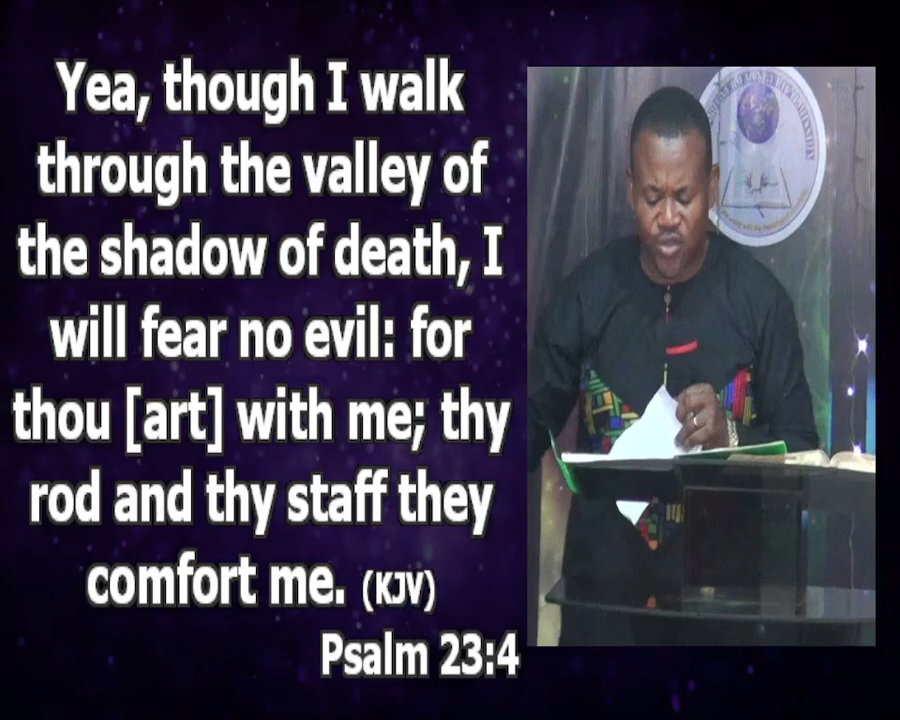 Yea, though I walk
through the valley of
the shadow of death, I
will fear no evil: for
thou [art] with me; thy
rod and thy staff they
comfort me. (KJV)
Psalm 23:4